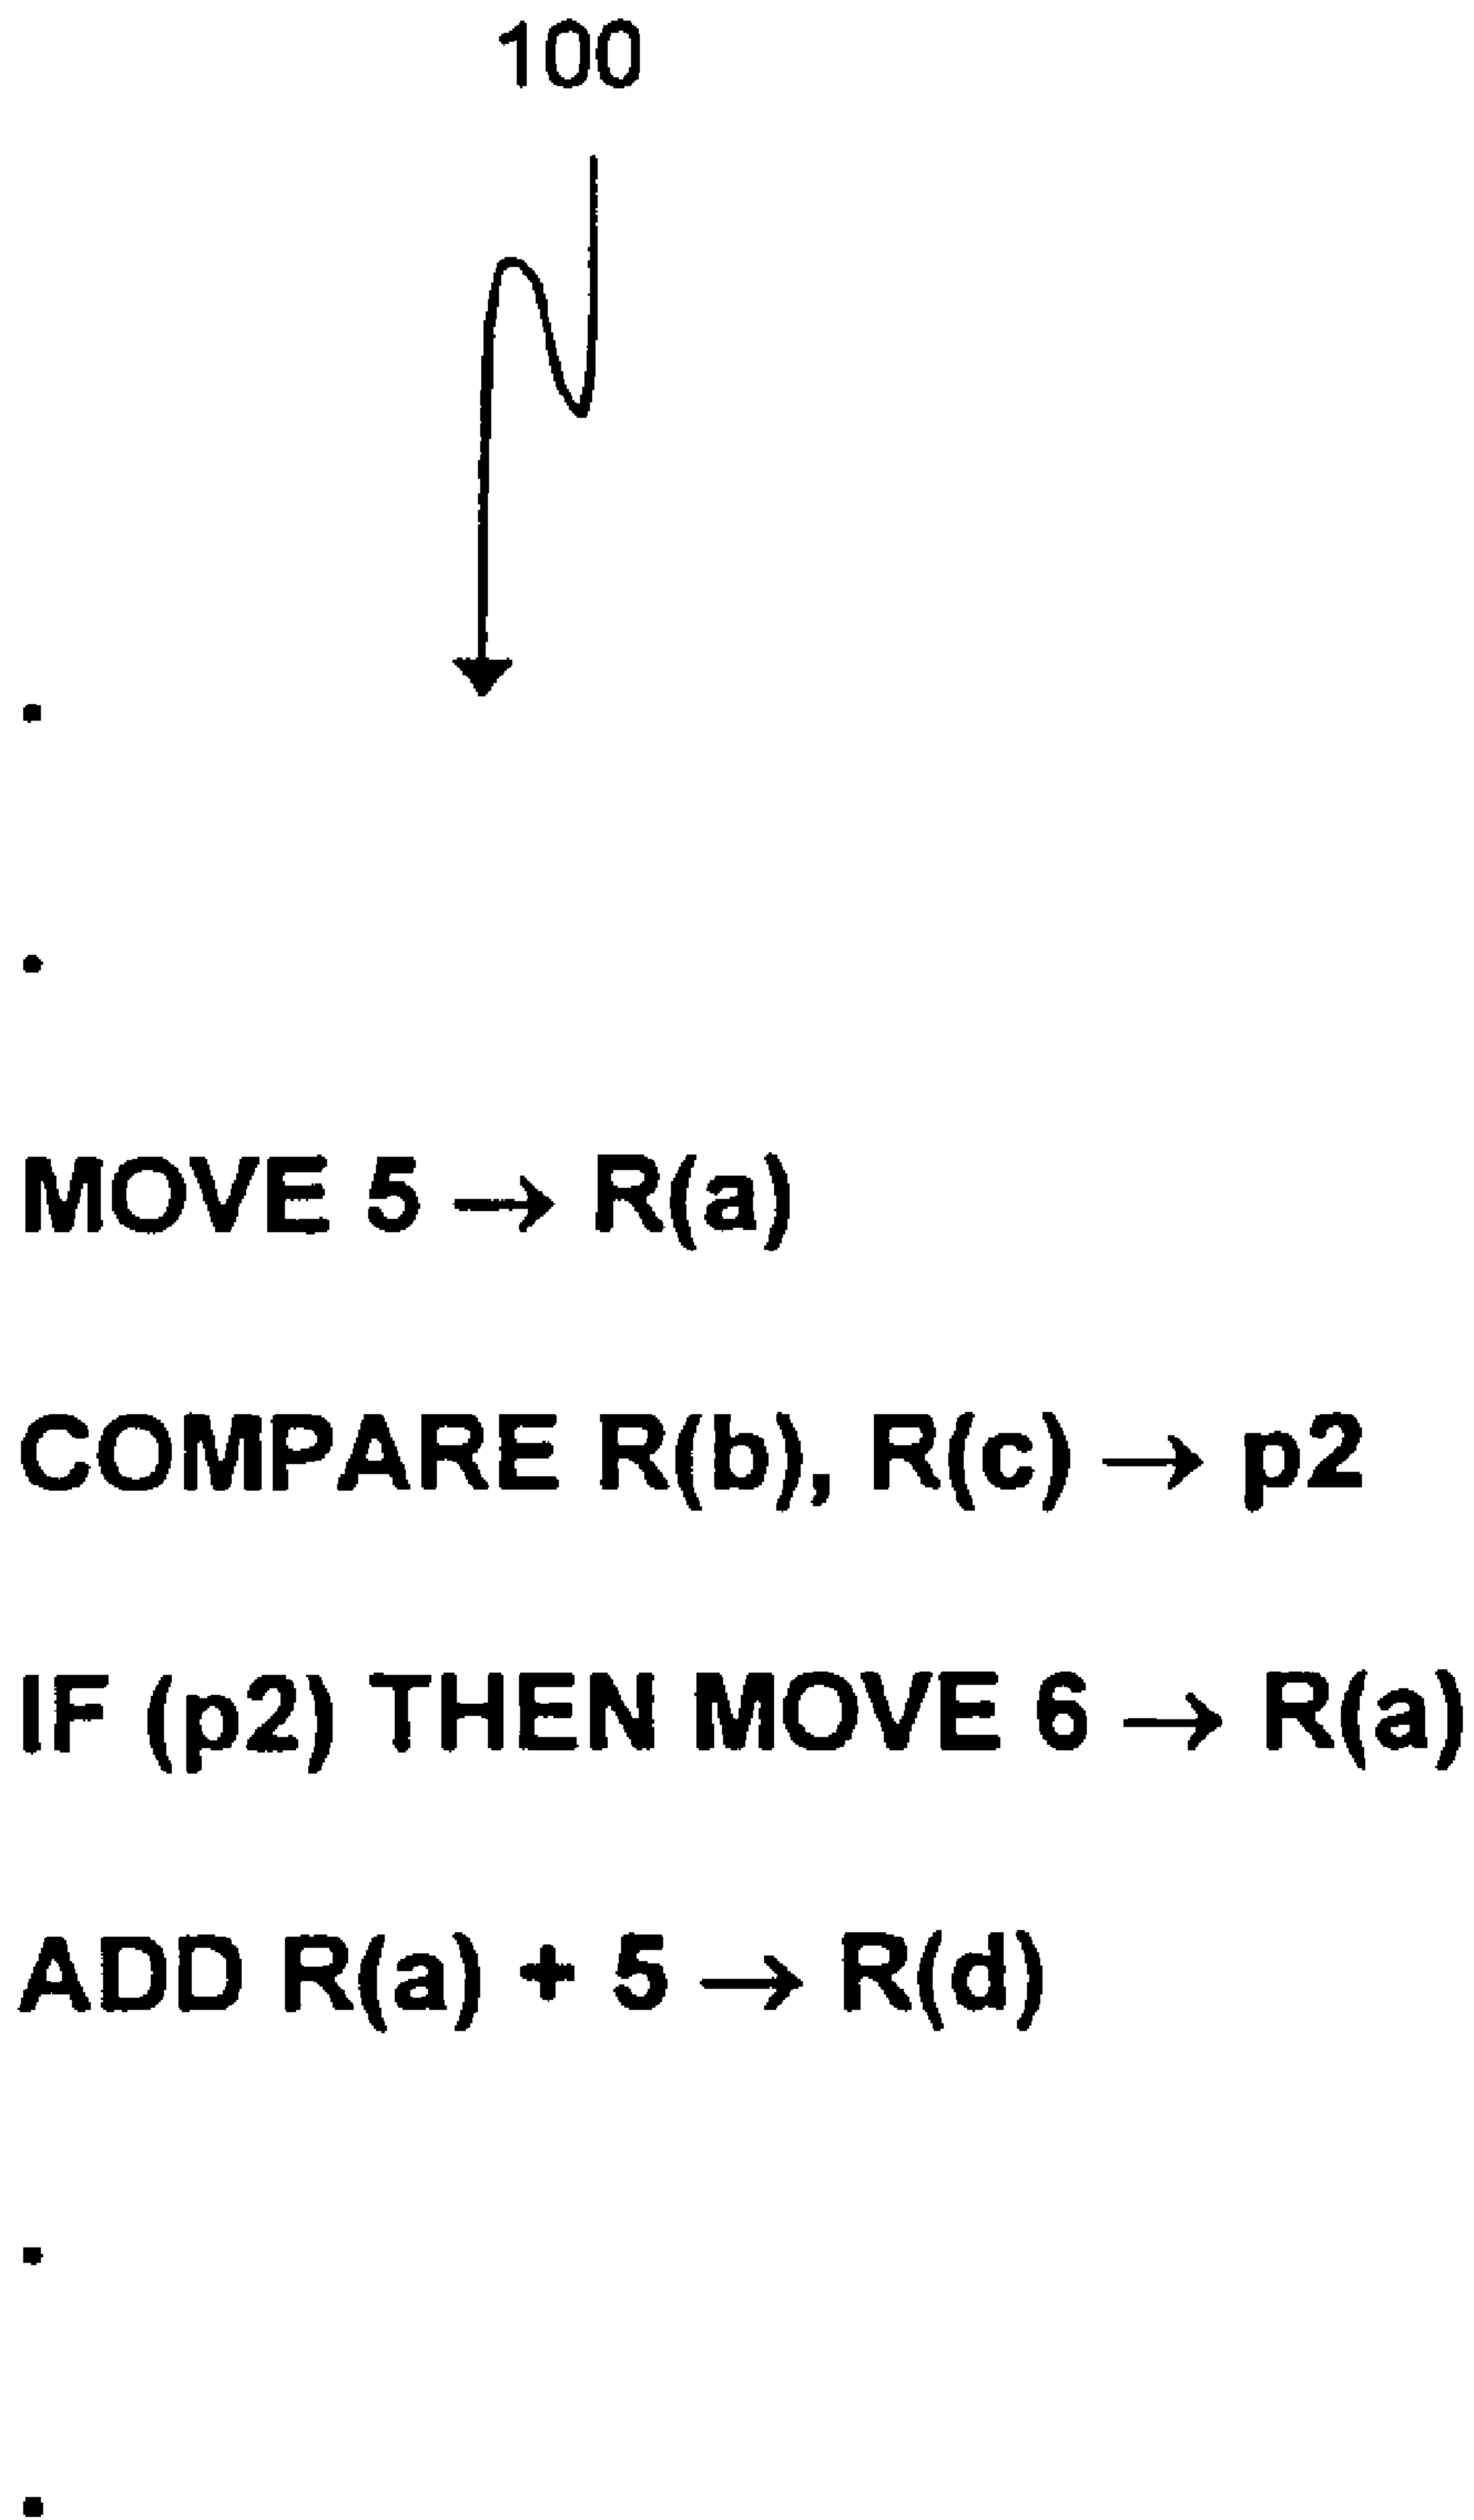 100
.
.
MOVE 5 → R(a)
COMPARE R(b), R(c) → p2
IF (p2) THEN MOVE 6 → R(a)
ADD R(a) + 5 → R(d)
.
.